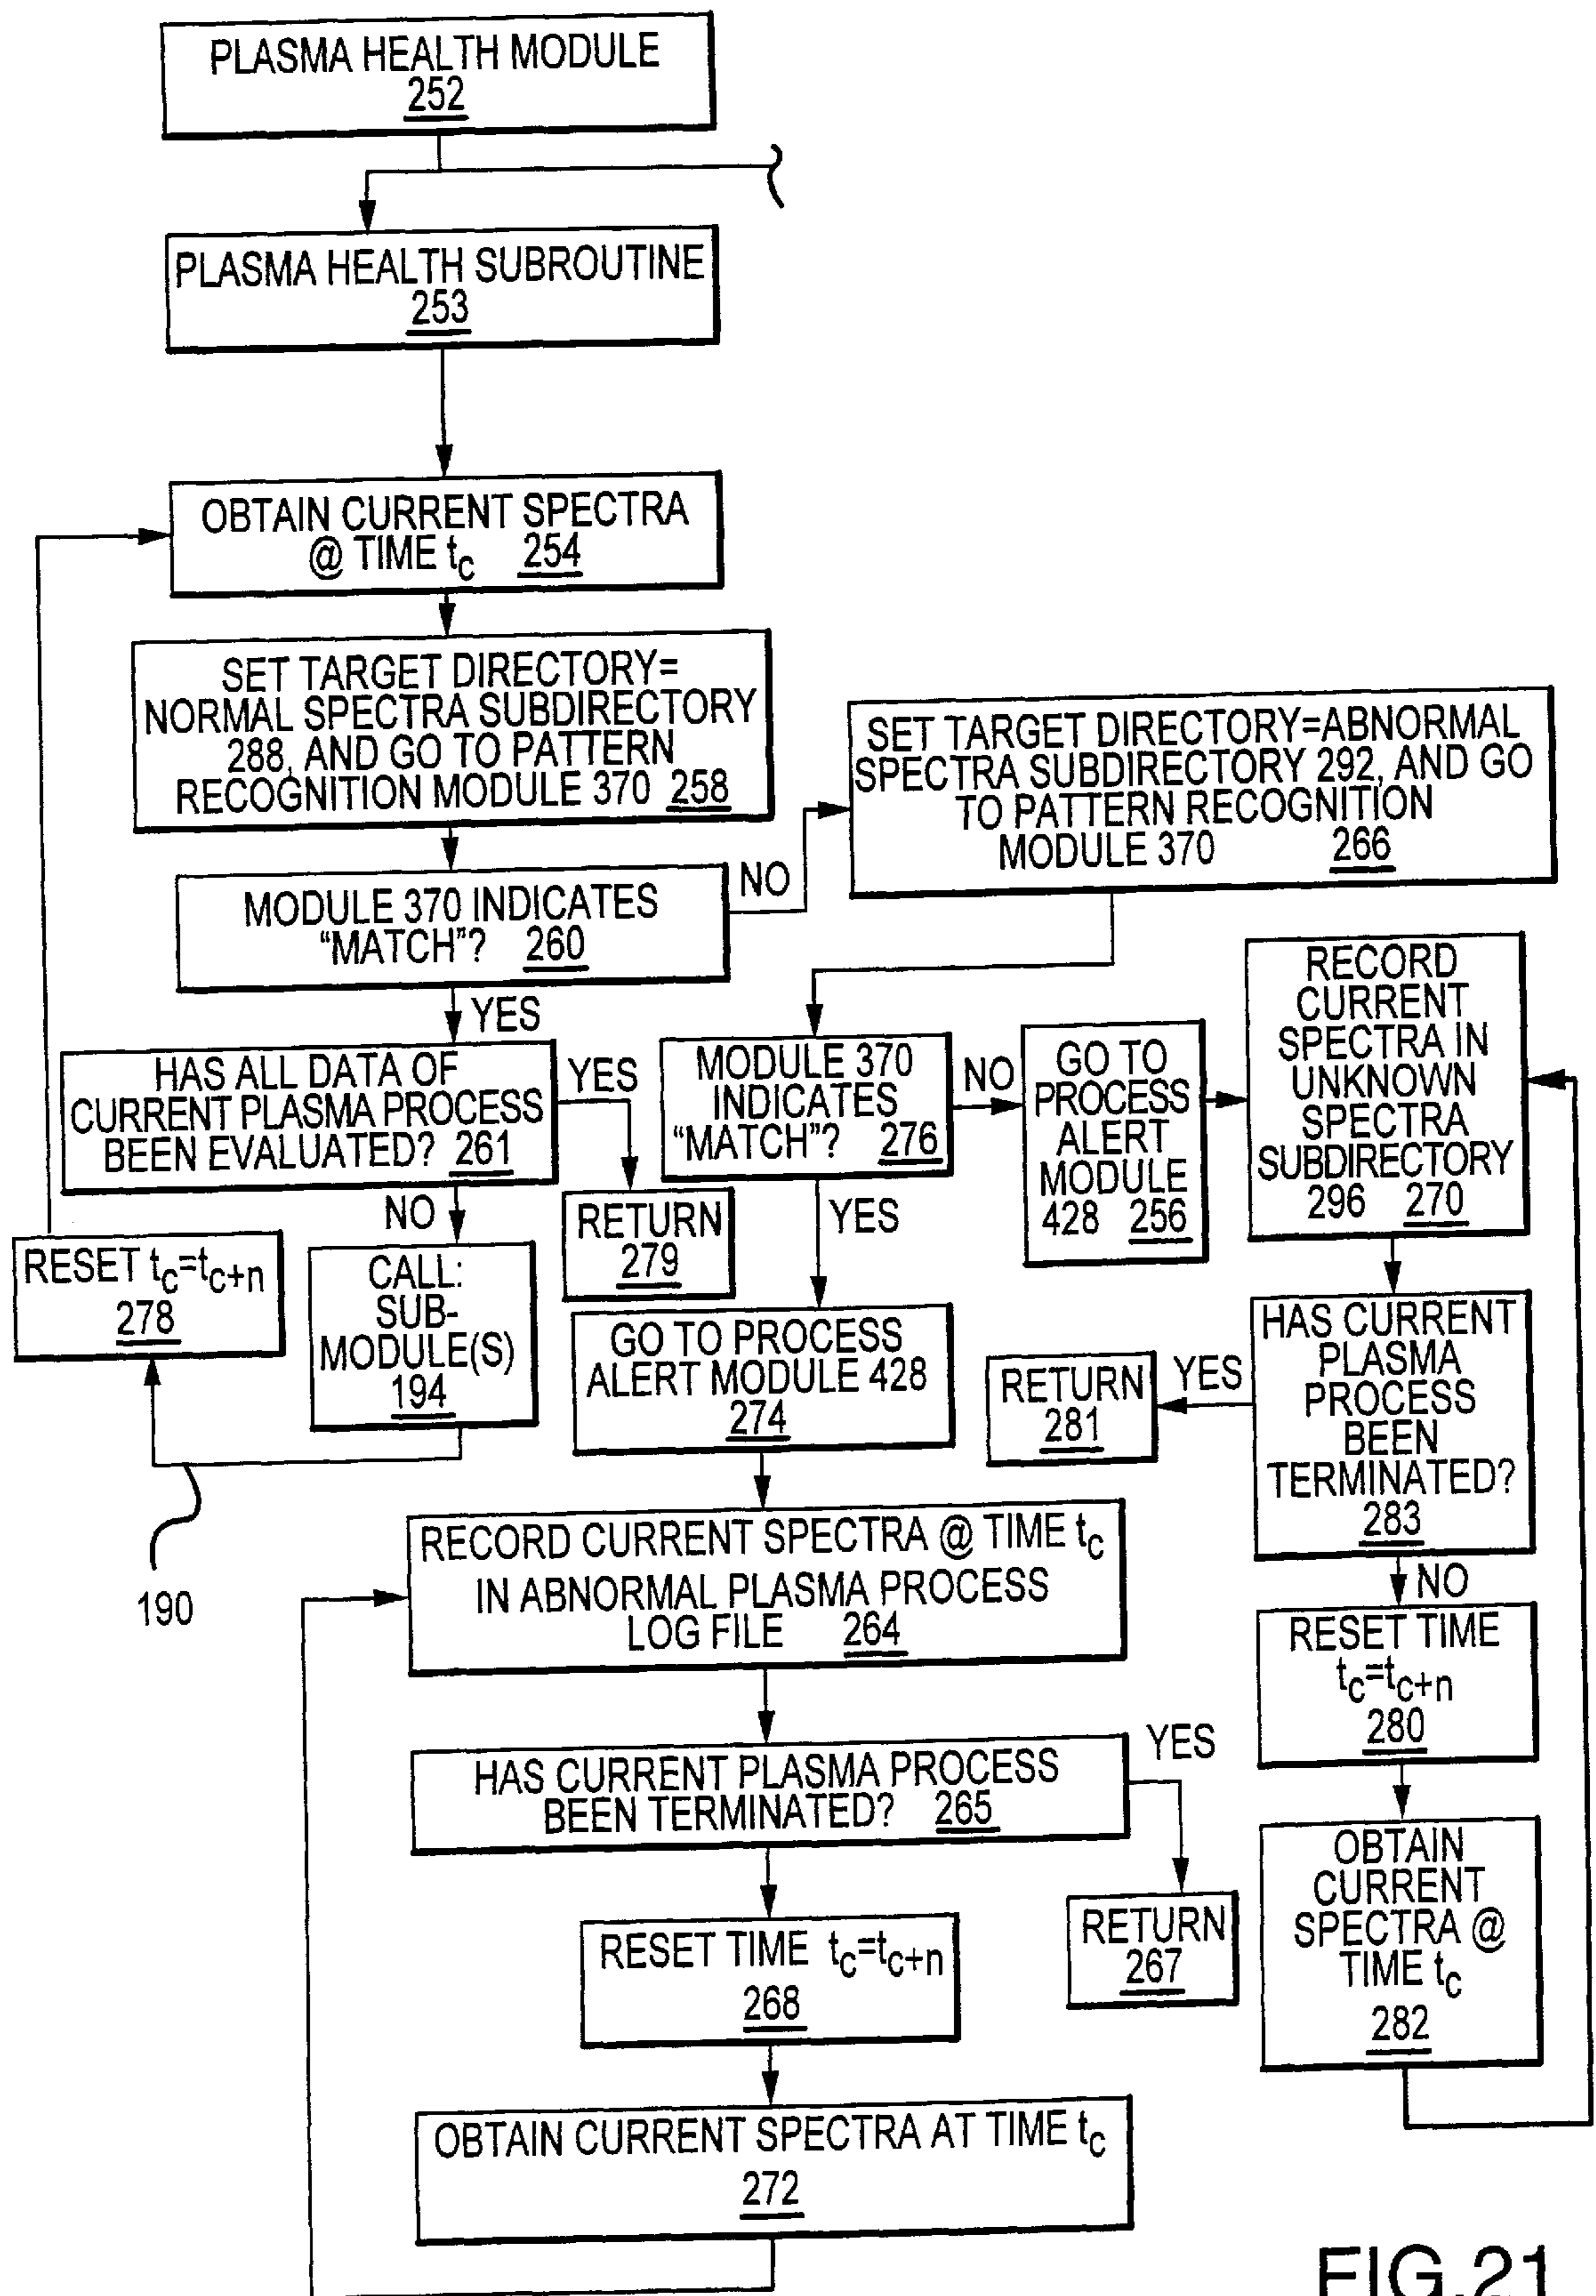 PLASMA HEALTH MODULE
252
PLASMA HEALTH SUBROUTINE
253
OBTAIN CURRENT SPECTRA
@ TIME tc 254
SET TARGET DIRECTORY=
NORMAL SPECTRA SUBDIRECTORY
288, AND GO TO PATTERN
RECOGNITION MODULE 370 258
SET TARGET DIRECTORY=ABNORMAL
SPECTRA SUBDIRECTORY 292, AND GO
TO PATTERN RECOGNITION
MODULE 370 266
MODULE 370 INDICATES
"MATCH"? 260
NO
YES
HAS ALL DATA OF
CURRENT PLASMA PROCESS
BEEN EVALUATED? 261
YES
NO
RETURN
279
RESET tc=tc+n
278
CALL:
SUB-
MODULE(S)
194
190
MODULE 370
INDICATES
"MATCH"? 276
NO
YES
GO TO
PROCESS
ALERT
MODULE
428 256
RECORD
CURRENT
SPECTRA IN
UNKNOWN
SPECTRA
SUBDIRECTORY
296 270
GO TO PROCESS
ALERT MODULE 428
274
HAS CURRENT
PLASMA
PROCESS
BEEN
TERMINATED?
283
YES
RETURN
281
NO
RESET TIME
tc=tc+n
280
OBTAIN
CURRENT
SPECTRA @
TIME tc
282
RECORD CURRENT SPECTRA @ TIME tc
IN ABNORMAL PLASMA PROCESS
LOG FILE 264
HAS CURRENT PLASMA PROCESS
BEEN TERMINATED? 265
YES
RETURN
267
RESET TIME tc=tc+n
268
OBTAIN CURRENT SPECTRA AT TIME tc
272
FIG.21